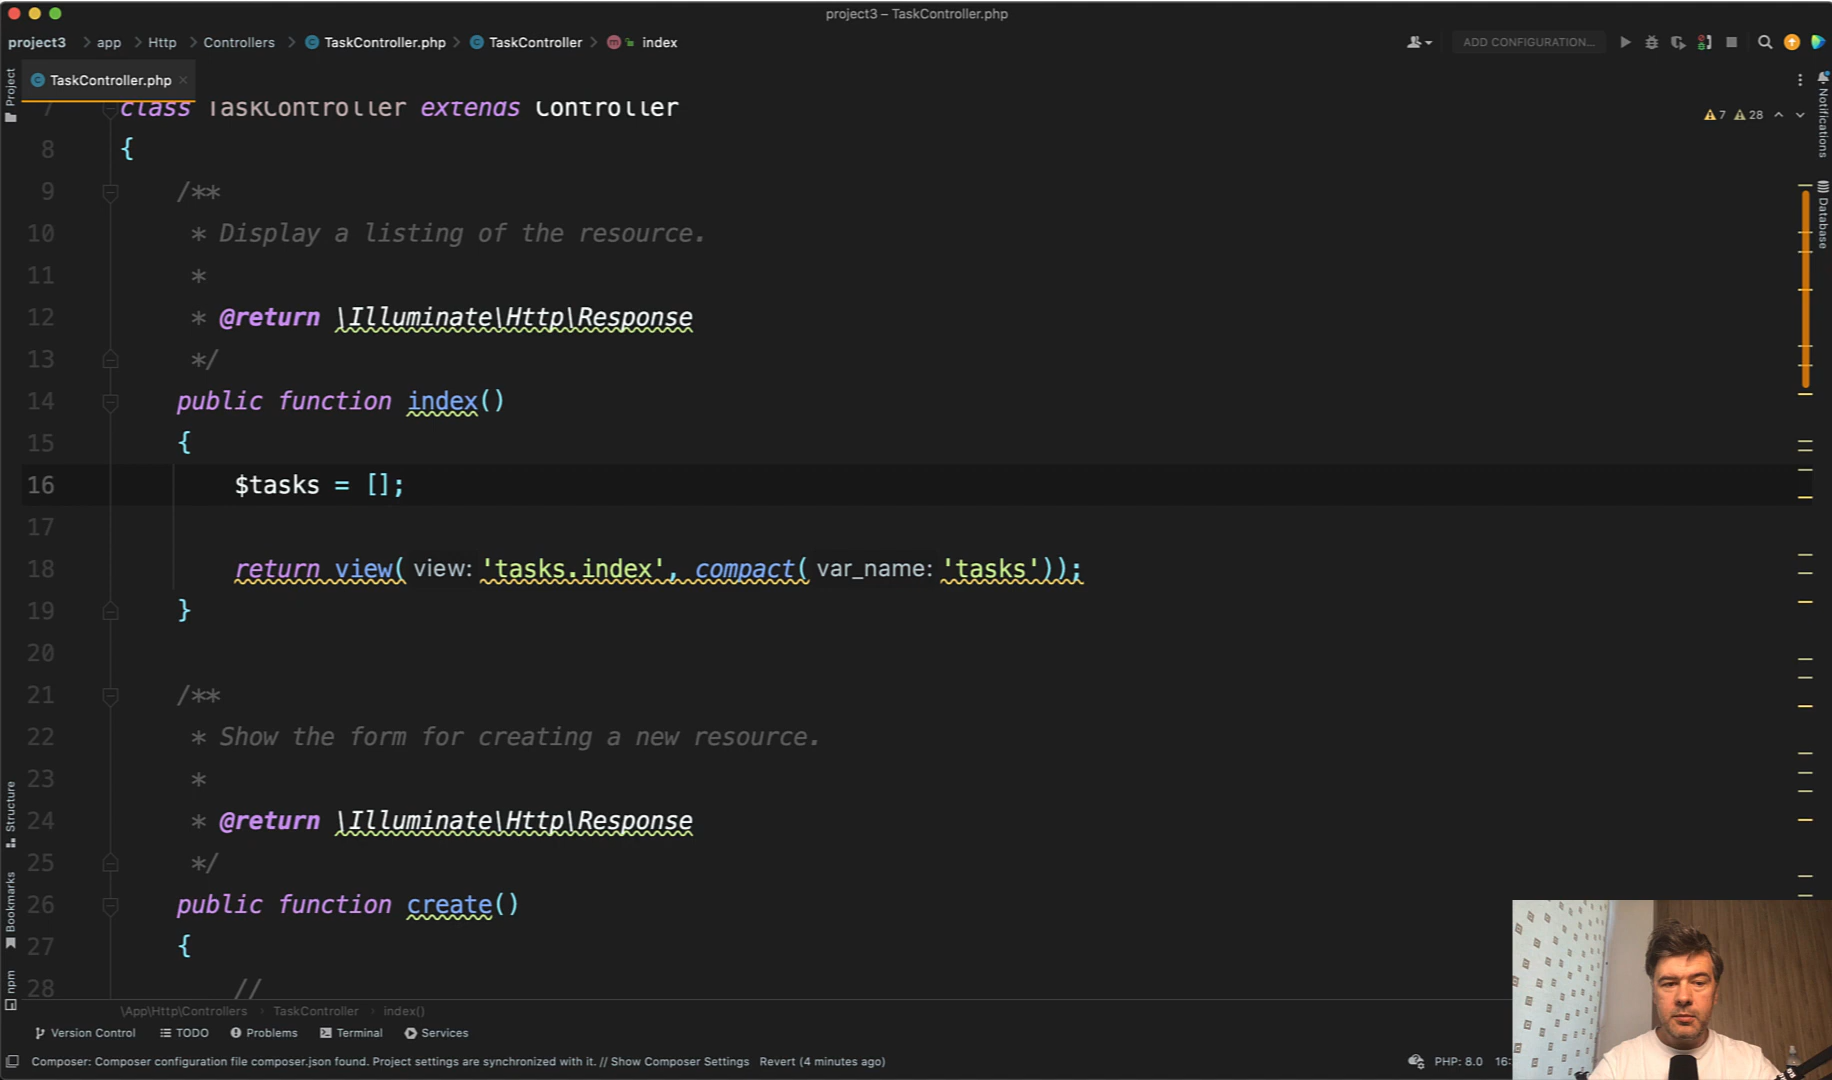 project3 – TaskController.php
project3 > app > Http > Controllers > TaskController.php > TaskController > index
ADD CONFIGURATION...
TaskController.php
7 28
Project
Notifications
Database
Structure
Bookmarks
npm
7 class TaskController extends Controller
8 {
9 /**
10 * Display a listing of the resource.
11 *
12 * @return \Illuminate\Http\Response
13 */
14 public function index()
15 {
16 $tasks = [];
17
18 return view( view: 'tasks.index', compact( var_name: 'tasks'));
19 }
20
21 /**
22 * Show the form for creating a new resource.
23 *
24 * @return \Illuminate\Http\Response
25 */
26 public function create()
27 {
28 //
\App\Http\Controllers > TaskController > index()
Version Control TODO Problems Terminal Services
Composer: Composer configuration file composer.json found. Project settings are synchronized with it. // Show Composer Settings Revert (4 minutes ago) PHP: 8.0 16: